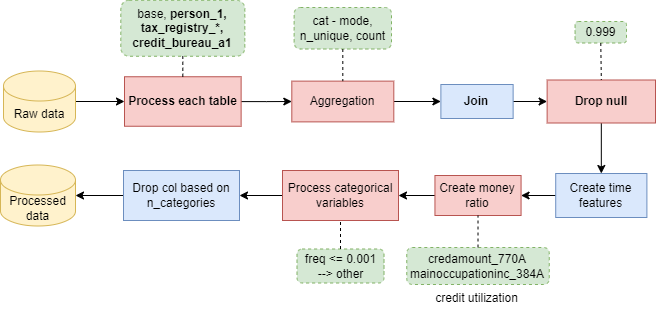 base, person_1,
tax_registry_*,
credit_bureau_a1
cat - mode,
n_unique, count
0.999
Raw data
Process each table
Aggregation
Join
Drop null
Processed
data
Drop col based on
n_categories
Process categorical
variables
Create money
ratio
Create time
features
freq <= 0.001
--> other
credamount_770A
mainoccupationinc_384A
credit utilization